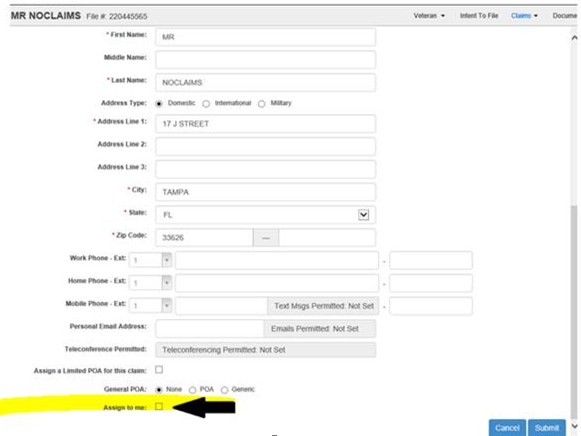 MR NOCLAIMS File #: 220445565 Veteran Intent To File Claims Docume
* First Name: MR
Middle Name:
* Last Name: NOCLAIMS
Address Type: Domestic International Military
* Address Line 1: 17 J STREET
Address Line 2:
Address Line 3:
* City: TAMPA
* State: FL
* Zip Code: 33626 —
Work Phone - Ext: 1 -
Home Phone - Ext: 1 -
Mobile Phone - Ext: 1 Text Msgs Permitted: Not Set -
Personal Email Address: Emails Permitted: Not Set
Teleconference Permitted: Teleconferencing Permitted: Not Set
Assign a Limited POA for this claim:
General POA: None POA Generic
Assign to me:
Cancel Submit